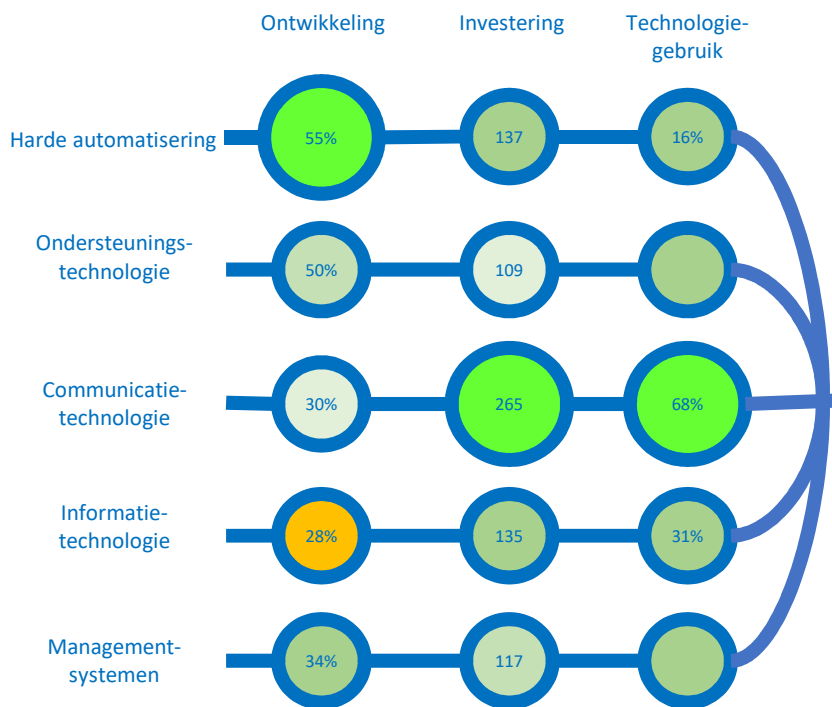 Ontwikkeling Investering Technologie-
gebruik
Harde automatisering 55% 137 16%
Ondersteunings-
technologie 50% 109
Communicatie-
technologie 30% 265 68%
Informatie-
technologie 28% 135 31%
Management-
systemen 34% 117